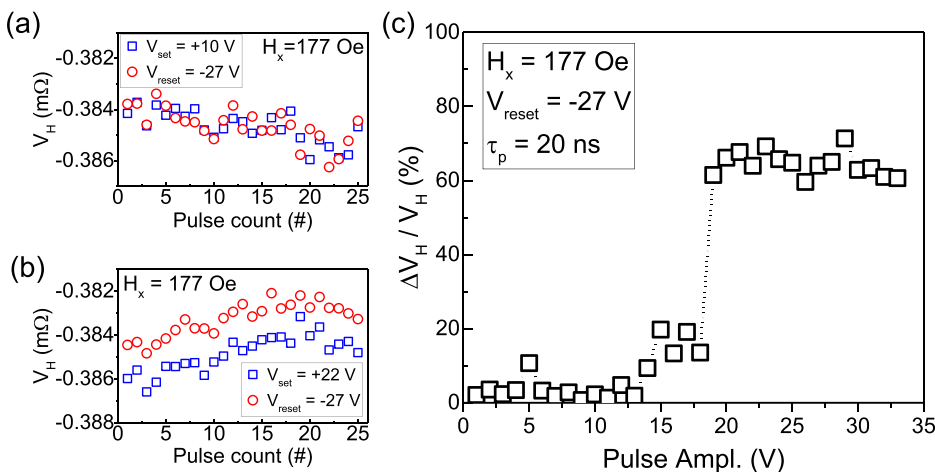 (a)
V_set = +10 V
V_reset = -27 V
H_x=177 Oe
-0.382
-0.384
-0.386
V_H (mΩ)
0 5 10 15 20 25
Pulse count (#)
(b)
H_x = 177 Oe
-0.382
-0.384
-0.386
-0.388
V_H (mΩ)
V_set = +22 V
V_reset = -27 V
0 5 10 15 20 25
Pulse count (#)
(c)
100
80
60
40
20
0
ΔV_H / V_H (%)
H_x = 177 Oe
V_reset = -27 V
τ_p = 20 ns
0 5 10 15 20 25 30 35
Pulse Ampl. (V)